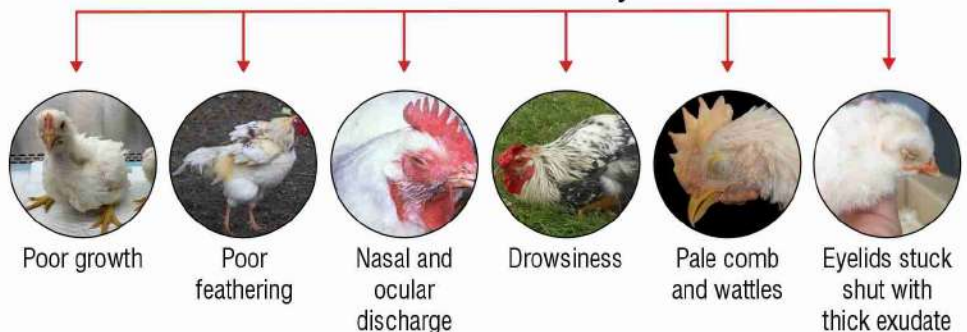 Poor growth
Poor
feathering
Nasal and
ocular
discharge
Drowsiness
Pale comb
and wattles
Eyelids stuck
shut with
thick exudate